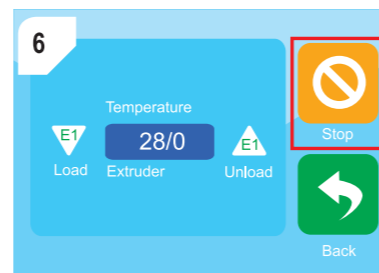 6
Temperature
E1 28/0 E1
Load Extruder Unload
Stop
Back